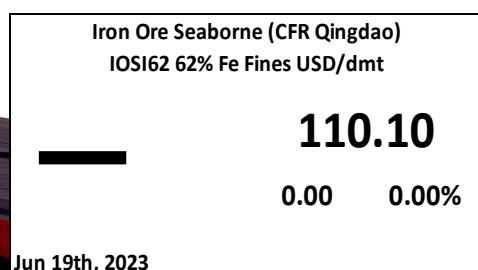 Iron Ore Seaborne (CFR Qingdao)
IOSI62 62% Fe Fines USD/dmt
110.10
0.00 0.00%
Jun 19th, 2023